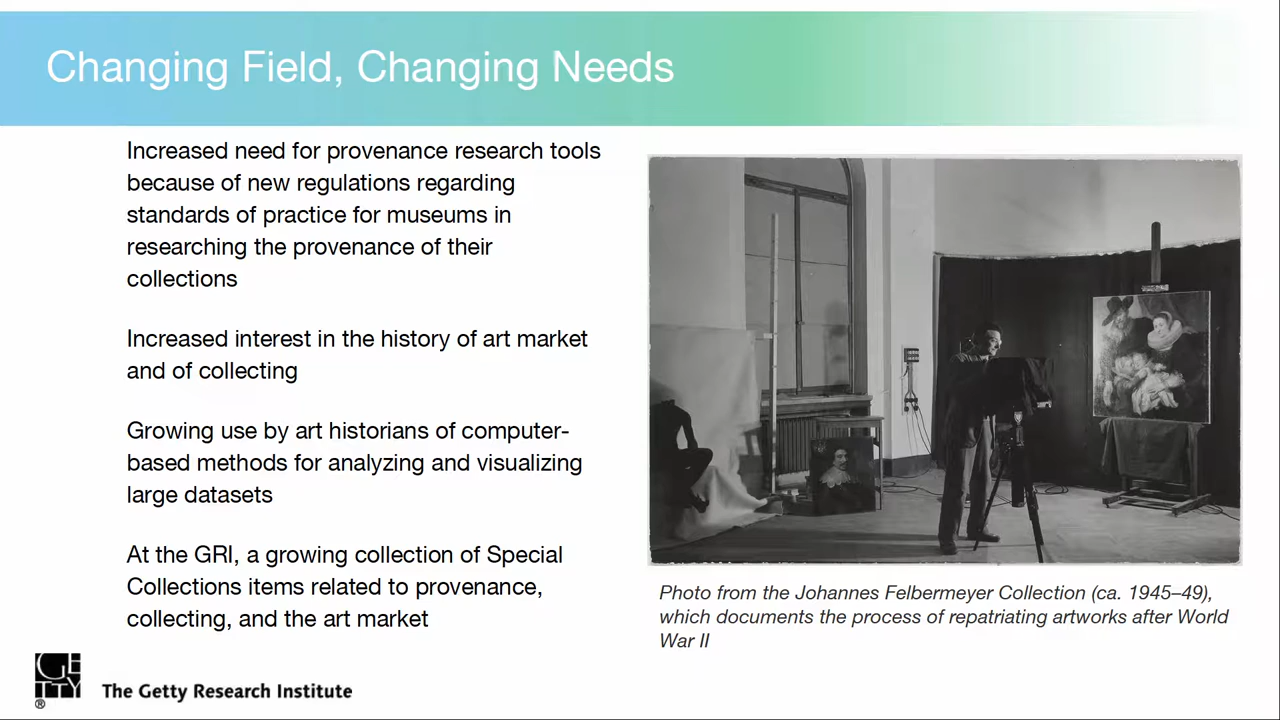 Changing Field, Changing Needs
Increased need for provenance research tools
because of new regulations regarding
standards of practice for museums in
researching the provenance of their
collections
Increased interest in the history of art market
and of collecting
Growing use by art historians of computer-
based methods for analyzing and visualizing
large datasets
At the GRI, a growing collection of Special
Collections items related to provenance,
collecting, and the art market
Photo from the Johannes Felbermeyer Collection (ca. 1945–49),
which documents the process of repatriating artworks after World
War II
GETTY
®
The Getty Research Institute